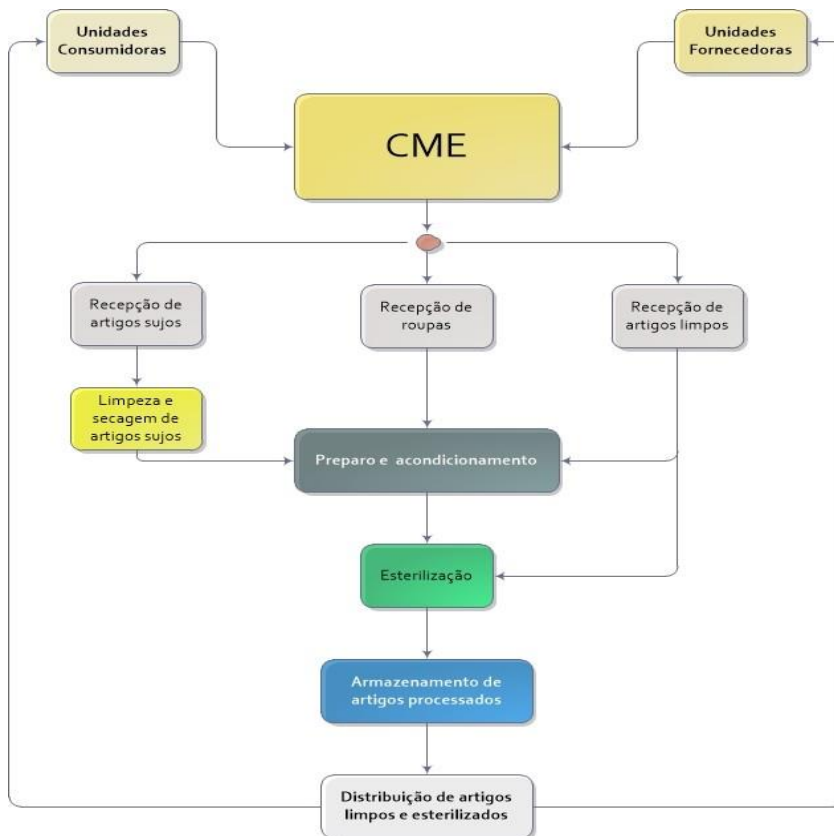 Unidades
Consumidoras
Unidades
Fornecedoras
CME
Recepção de
artigos sujos
Recepção de
roupas
Recepção de
artigos limpos
Limpeza e
secagem de
artigos sujos
Preparo e acondicionamento
Esterilização
Armazenamento de
artigos processados
Distribuição de artigos
limpos e esterilizados